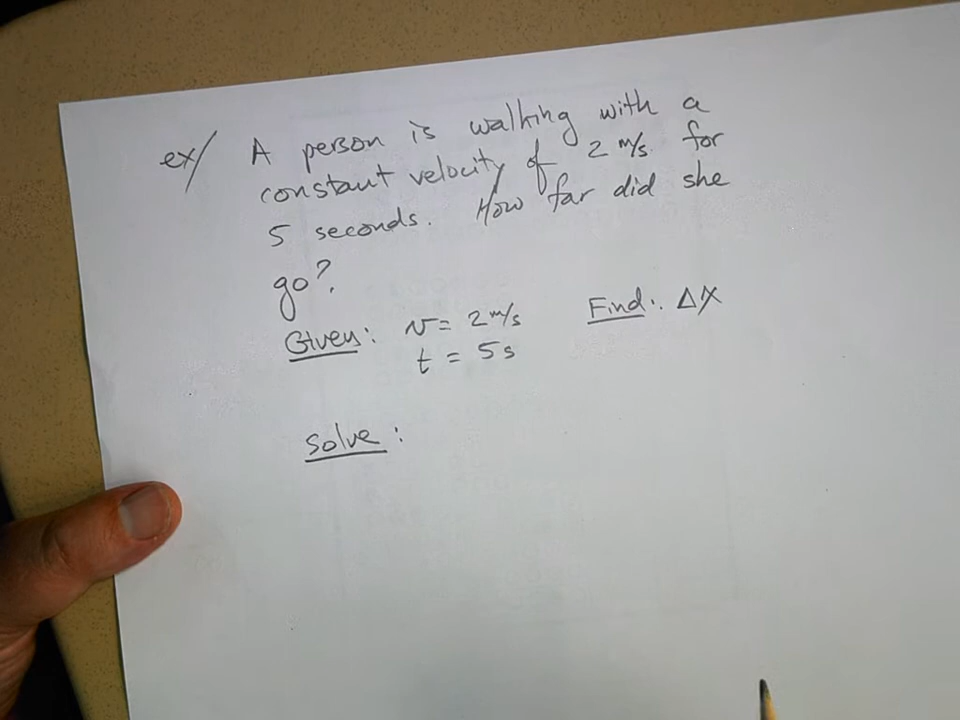 ex/ A person is walking with a
constant velocity of 2 m/s. for
5 seconds. How far did she
go?
Given: v = 2 m/s Find: Δx
t = 5 s
Solve: